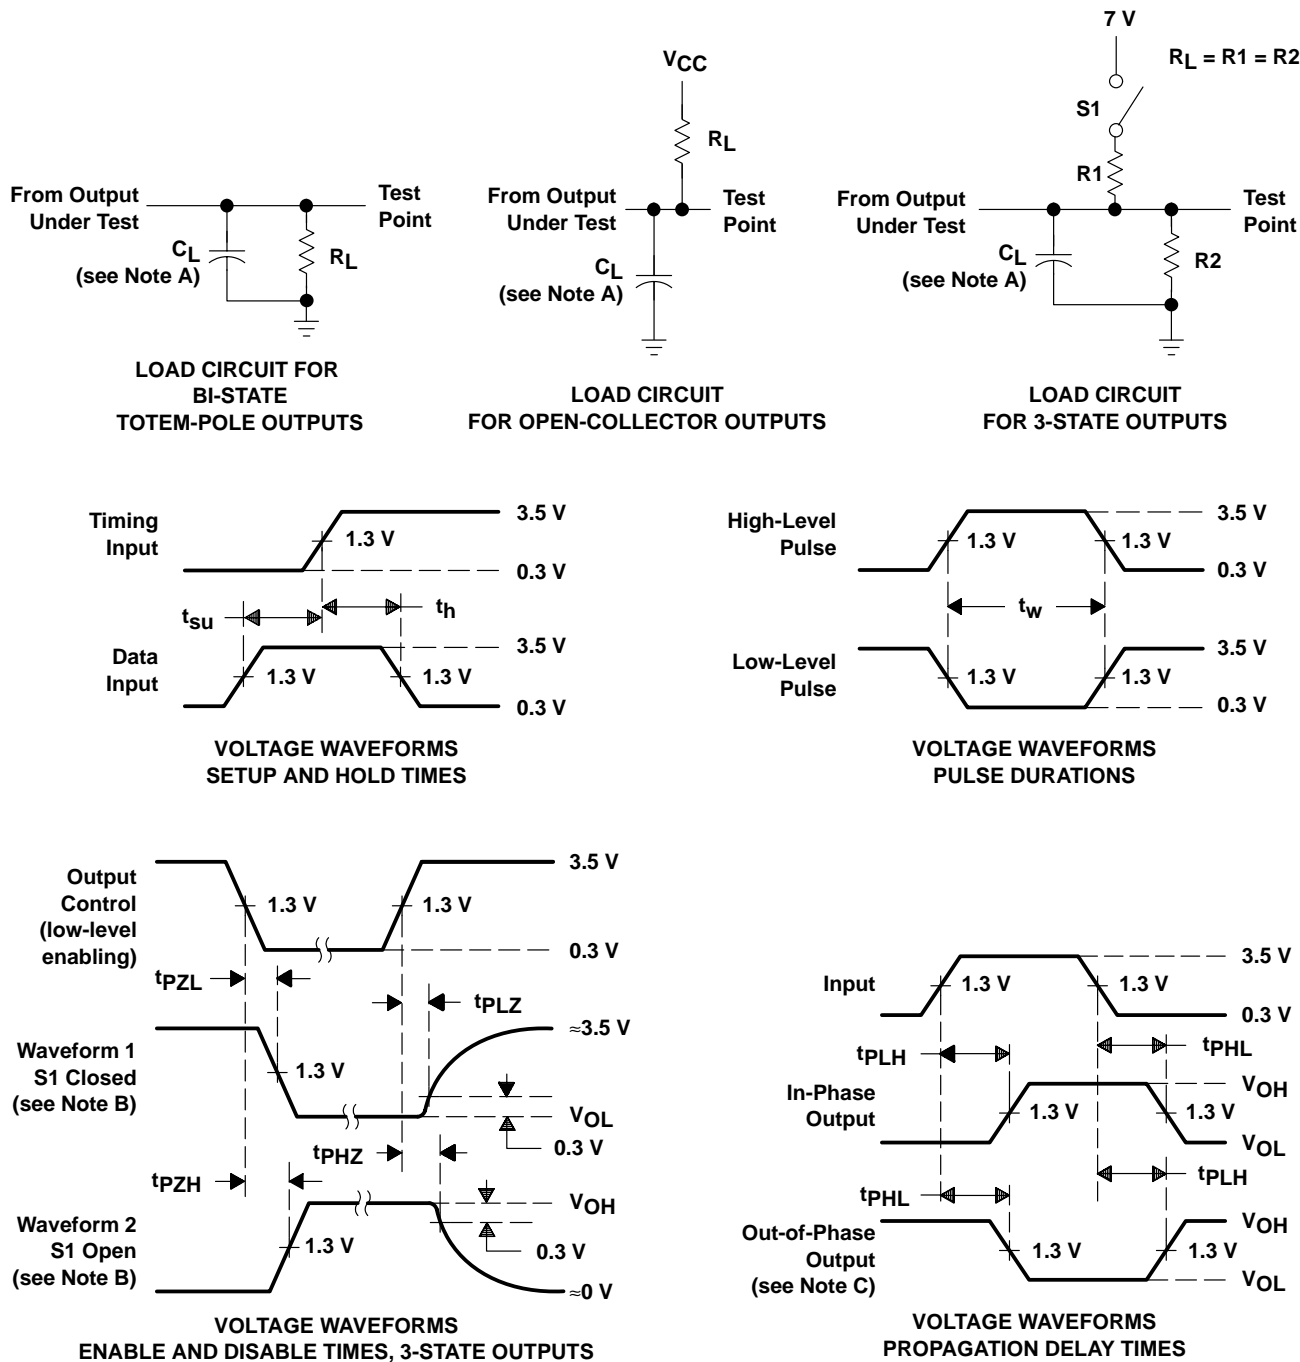 From Output
Under Test
Test
Point
CL
(see Note A)
RL
LOAD CIRCUIT FOR
BI-STATE
TOTEM-POLE OUTPUTS
VCC
RL
From Output
Under Test
Test
Point
CL
(see Note A)
LOAD CIRCUIT
FOR OPEN-COLLECTOR OUTPUTS
7 V
RL = R1 = R2
S1
R1
From Output
Under Test
Test
Point
CL
(see Note A)
R2
LOAD CIRCUIT
FOR 3-STATE OUTPUTS
Timing
Input
3.5 V
1.3 V
0.3 V
tsu
th
Data
Input
3.5 V
1.3 V
1.3 V
0.3 V
VOLTAGE WAVEFORMS
SETUP AND HOLD TIMES
High-Level
Pulse
3.5 V
1.3 V
1.3 V
0.3 V
tw
Low-Level
Pulse
3.5 V
1.3 V
1.3 V
0.3 V
VOLTAGE WAVEFORMS
PULSE DURATIONS
Output
Control
(low-level
enabling)
3.5 V
1.3 V
1.3 V
0.3 V
tPZL
tPLZ
Waveform 1
S1 Closed
(see Note B)
≈3.5 V
1.3 V
VOL
0.3 V
tPHZ
tPZH
Waveform 2
S1 Open
(see Note B)
VOH
1.3 V
0.3 V
≈0 V
VOLTAGE WAVEFORMS
ENABLE AND DISABLE TIMES, 3-STATE OUTPUTS
Input
3.5 V
1.3 V
1.3 V
0.3 V
tPLH
tPHL
In-Phase
Output
VOH
1.3 V
1.3 V
VOL
tPHL
tPLH
Out-of-Phase
Output
(see Note C)
VOH
1.3 V
1.3 V
VOL
VOLTAGE WAVEFORMS
PROPAGATION DELAY TIMES